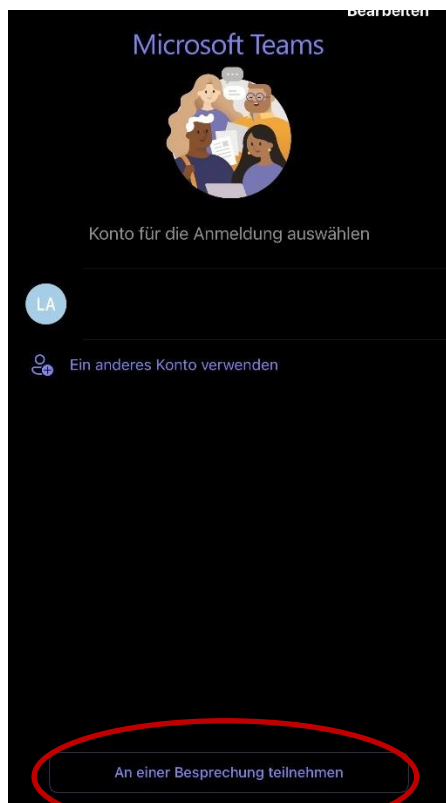 Bearbeiten
Microsoft Teams
Konto für die Anmeldung auswählen
LA
Ein anderes Konto verwenden
An einer Besprechung teilnehmen